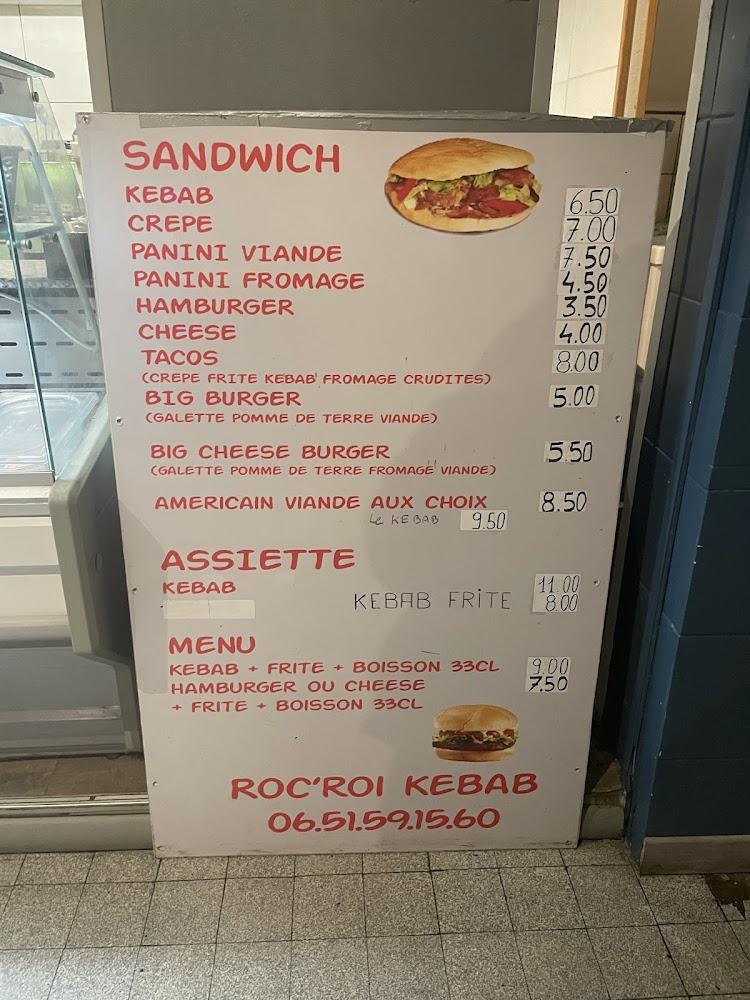 SANDWICH
KEBAB 6.50
CREPE 7.00
PANINI VIANDE 7.50
PANINI FROMAGE 4.50
HAMBURGER 3.50
CHEESE 4.00
TACOS 8.00
(CREPE FRITE KEBAB FROMAGE CRUDITES)
BIG BURGER 5.00
(GALETTE POMME DE TERRE VIANDE)
BIG CHEESE BURGER 5.50
(GALETTE POMME DE TERRE FROMAGE VIANDE)
AMERICAIN VIANDE AUX CHOIX 8.50
Le KEBAB 9.50
ASSIETTE
KEBAB 11.00
KEBAB FRITE 8.00
MENU
KEBAB + FRITE + BOISSON 33CL 9.00
HAMBURGER OU CHEESE 7.50
+ FRITE + BOISSON 33CL
ROC'ROI KEBAB
06.51.59.15.60